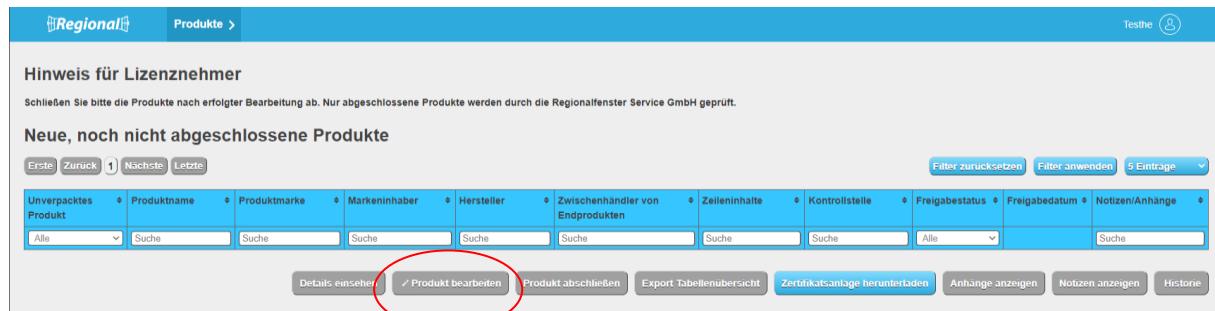 Regional
Produkte >
Testhe
Hinweis für Lizenznehmer
Schließen Sie bitte die Produkte nach erfolgter Bearbeitung ab. Nur abgeschlossene Produkte werden durch die Regionalfenster Service GmbH geprüft.
Neue, noch nicht abgeschlossene Produkte
Erste Zurück 1 Nächste Letzte
Filter zurücksetzen Filter anwenden 5 Einträge
Unverpacktes Produktname Produktmarke Markeninhaber Hersteller Zwischenhändler von Zeileninhalte Kontrollstelle Freigabestatus Freigabedatum Notizen/Anhänge
Produkt Endprodukten
Alle Suche Suche Suche Suche Suche Suche Suche Alle Suche
Details einsehen Produkt bearbeiten Produkt abschließen Export Tabellenübersicht Zertifikatsanlage herunterladen Anhänge anzeigen Notizen anzeigen Historie